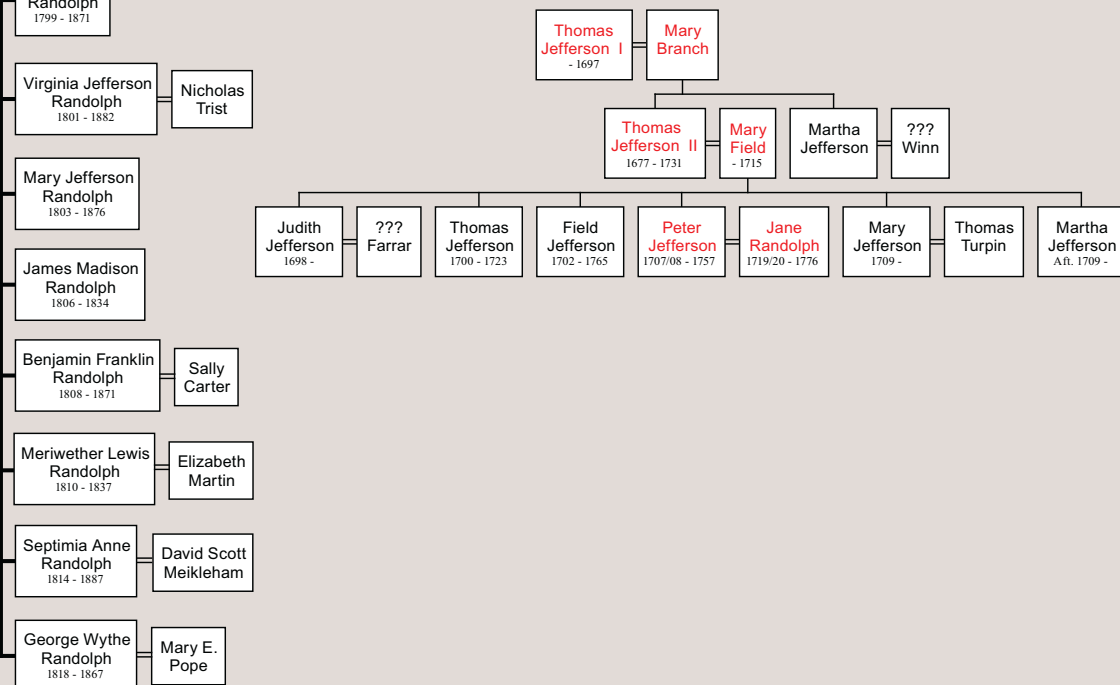 Randolph
1799 - 1871
Virginia Jefferson
Randolph
1801 - 1882
Nicholas
Trist
Mary Jefferson
Randolph
1803 - 1876
James Madison
Randolph
1806 - 1834
Benjamin Franklin
Randolph
1808 - 1871
Sally
Carter
Meriwether Lewis
Randolph
1810 - 1837
Elizabeth
Martin
Septimia Anne
Randolph
1814 - 1887
David Scott
Meikleham
George Wythe
Randolph
1818 - 1867
Mary E.
Pope
Thomas
Jefferson I
- 1697
Mary
Branch
Thomas
Jefferson II
1677 - 1731
Mary
Field
- 1715
Martha
Jefferson
???
Winn
Judith
Jefferson
1698 -
???
Farrar
Thomas
Jefferson
1700 - 1723
Field
Jefferson
1702 - 1765
Peter
Jefferson
1707/08 - 1757
Jane
Randolph
1719/20 - 1776
Mary
Jefferson
1709 -
Thomas
Turpin
Martha
Jefferson
Aft. 1709 -